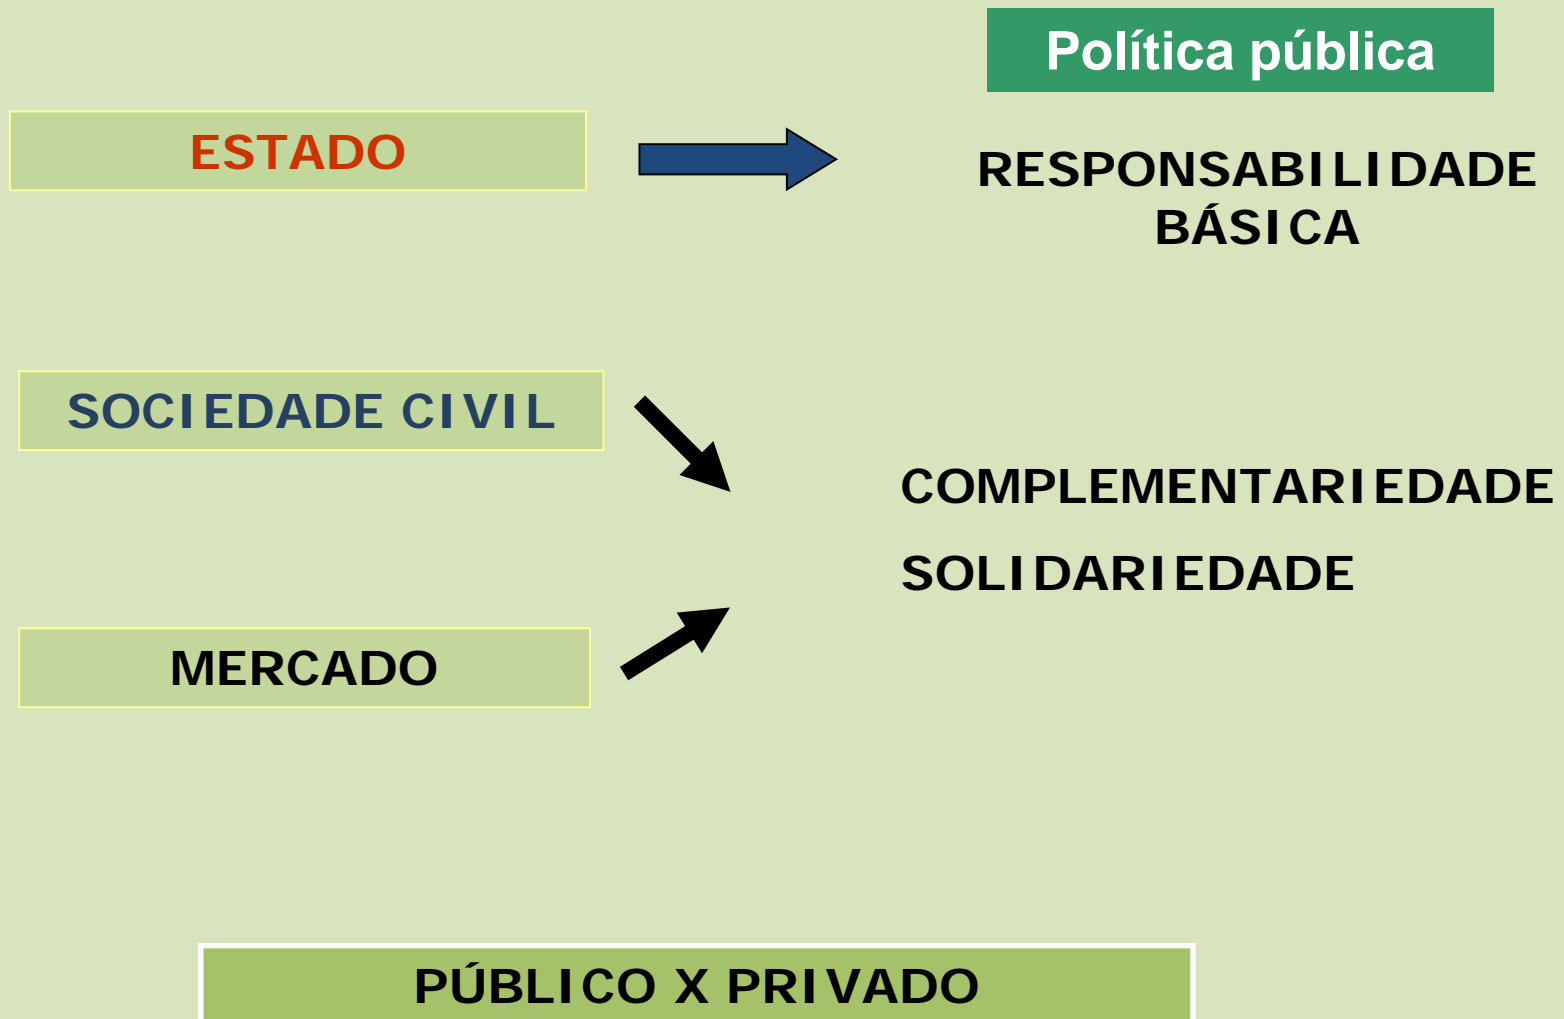 Política pública
ESTADO
RESPONSABILIDADE
BÁSICA
SOCIEDADE CIVIL
COMPLEMENTARIEDADE
SOLIDARIEDADE
MERCADO
PÚBLICO X PRIVADO